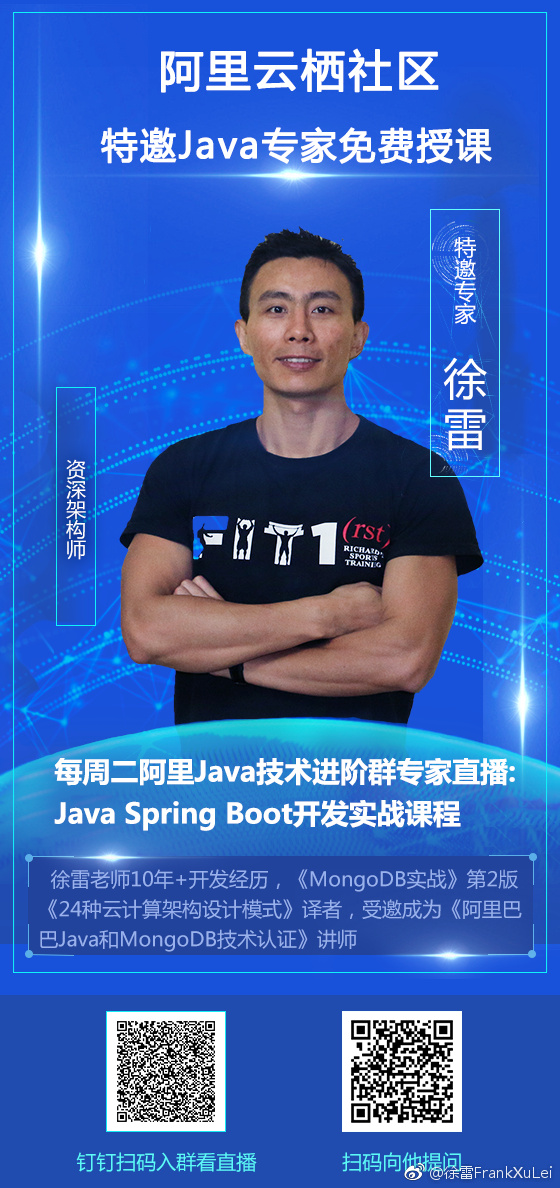 阿里云栖社区
特邀Java专家免费授课
特邀专家
徐雷
资深架构师
FIT1(rst)
RICHARD'S
SPORTS
TRAINING
每周二阿里Java技术进阶群专家直播:
Java Spring Boot开发实战课程
徐雷老师10年+开发经历，《MongoDB实战》第2版
《24种云计算架构设计模式》译者，受邀成为《阿里巴
巴Java和MongoDB技术认证》讲师
钉钉扫码入群看直播
扫码向他提问
@徐雷FrankXuLei